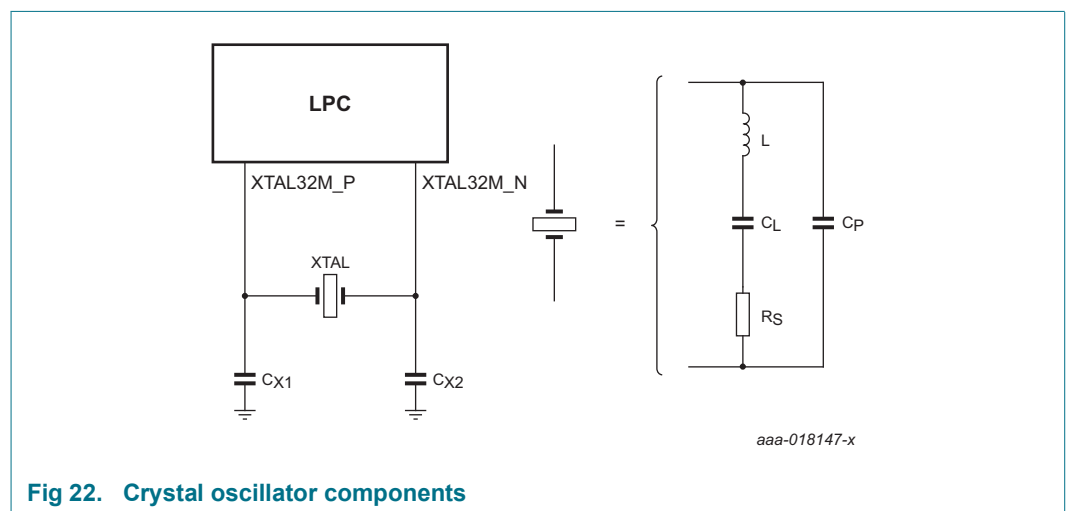 LPC
XTAL32M_P
XTAL32M_N
XTAL
CX1
CX2
=
L
CL
CP
RS
aaa-018147-x
Fig 22. Crystal oscillator components